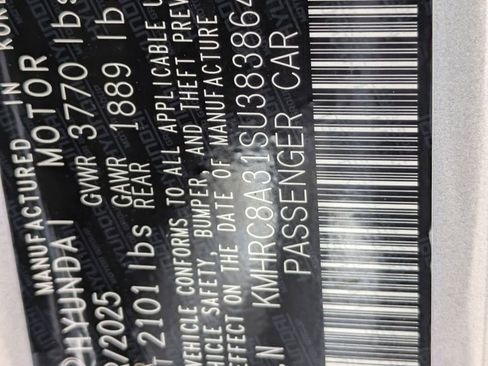 MANUFACTURED IN KORE
HYUNDAI MOTOR
/2025 GVWR 3770 lbs
2101 lbs GAWR 1889 lb
REAR
VEHICLE CONFORMS TO ALL APPLICABLE
VEHICLE SAFETY, BUMPER, AND THEFT PREV
EFFECT ON THE DATE OF MANUFACTURE
.N KMHRC8A31SU383864
PASSENGER CAR